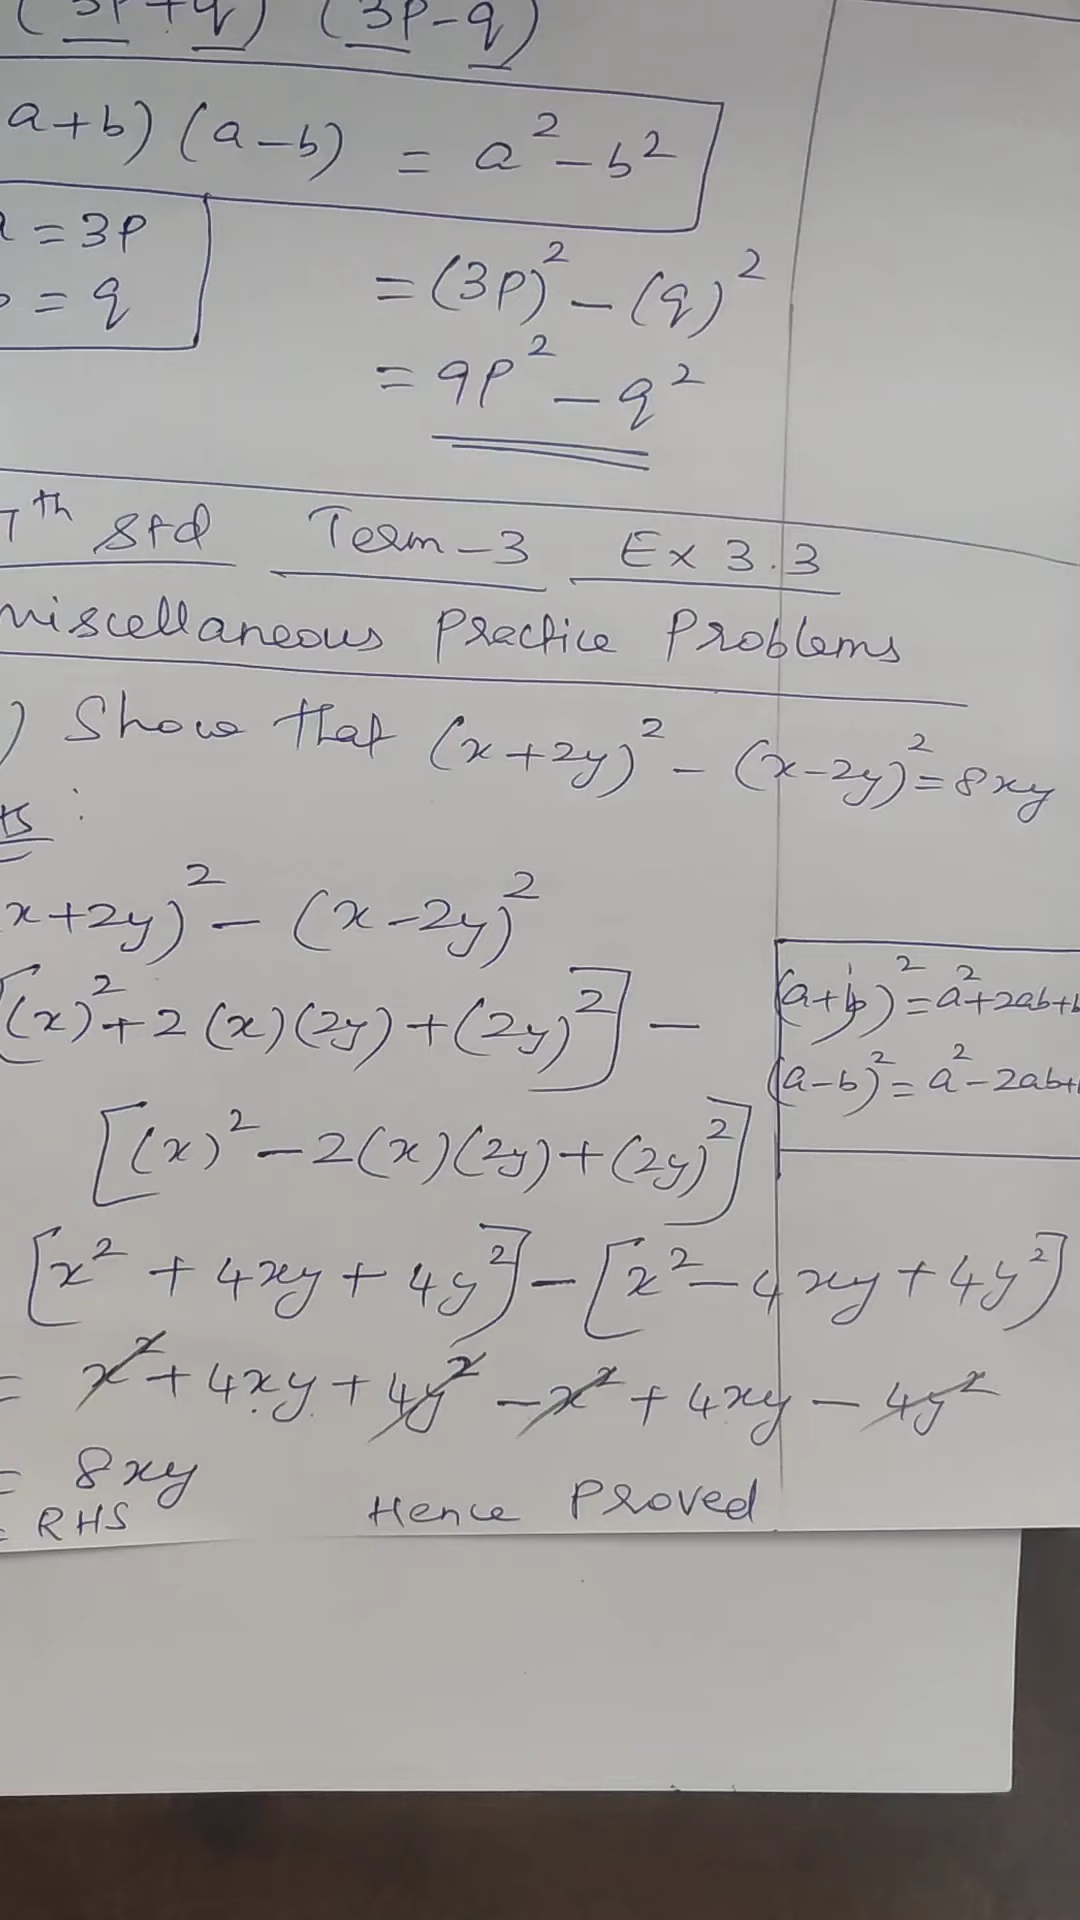 (3p+q) (3p-q)
a+b) (a-b) = a²-b²
a = 3p
= (3p)² - (q)²
b = q
= 9p² - q²
7th Std Term-3 Ex 3.3
miscellaneous Practice Problems
) Show that (x+2y)² - (x-2y)² = 8xy
:
x+2y)² - (x-2y)²
[(x)²+2(x)(2y)+(2y)²] -
(a+b)² = a²+2ab+b
[(x)²-2(x)(2y)+(2y)²]
(a-b)² = a²-2ab+
[x² + 4xy + 4y²] - [x² - 4xy + 4y²]
= x² + 4xy + 4y² - x² + 4xy - 4y²
= 8xy
= RHS Hence Proved